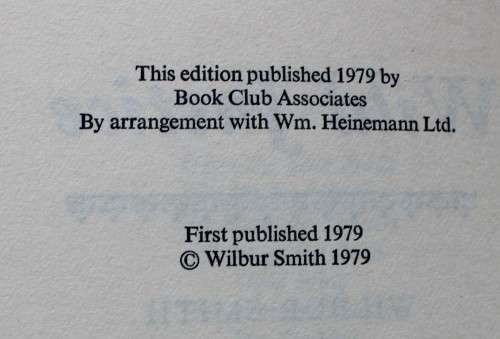 This edition published 1979 by
Book Club Associates
By arrangement with Wm. Heinemann Ltd.
First published 1979
© Wilbur Smith 1979